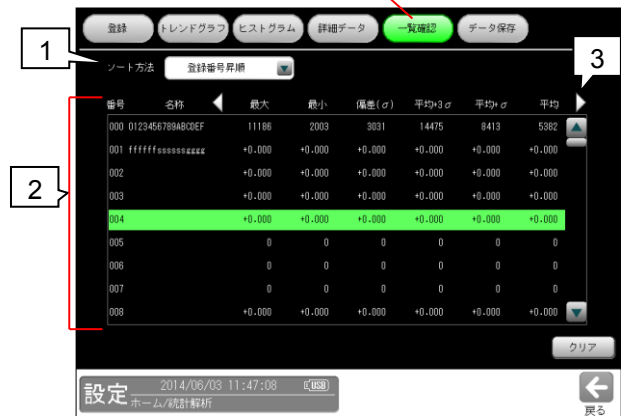 登録 トレンドグラフ ヒストグラム 詳細データ 一覧確認 データ保存
1
ソート方法 登録番号昇順
3
番号 名称 最大 最小 偏差(σ) 平均+3σ 平均+σ 平均
000 0123456789ABCDEF 11186 2003 3031 14475 8413 5382
001 ffffffssssssgggg +0.000 +0.000 +0.000 +0.000 +0.000 +0.000
002 +0.000 +0.000 +0.000 +0.000 +0.000 +0.000
2
003 +0.000 +0.000 +0.000 +0.000 +0.000 +0.000
004 +0.000 +0.000 +0.000 +0.000 +0.000 +0.000
005 0 0 0 0 0 0
006 0 0 0 0 0 0
007 0 0 0 0 0 0
008 +0.000 +0.000 +0.000 +0.000 +0.000 +0.000
クリア
設定 2014/06/03 11:47:08 USB
ホーム/統計解析
戻る